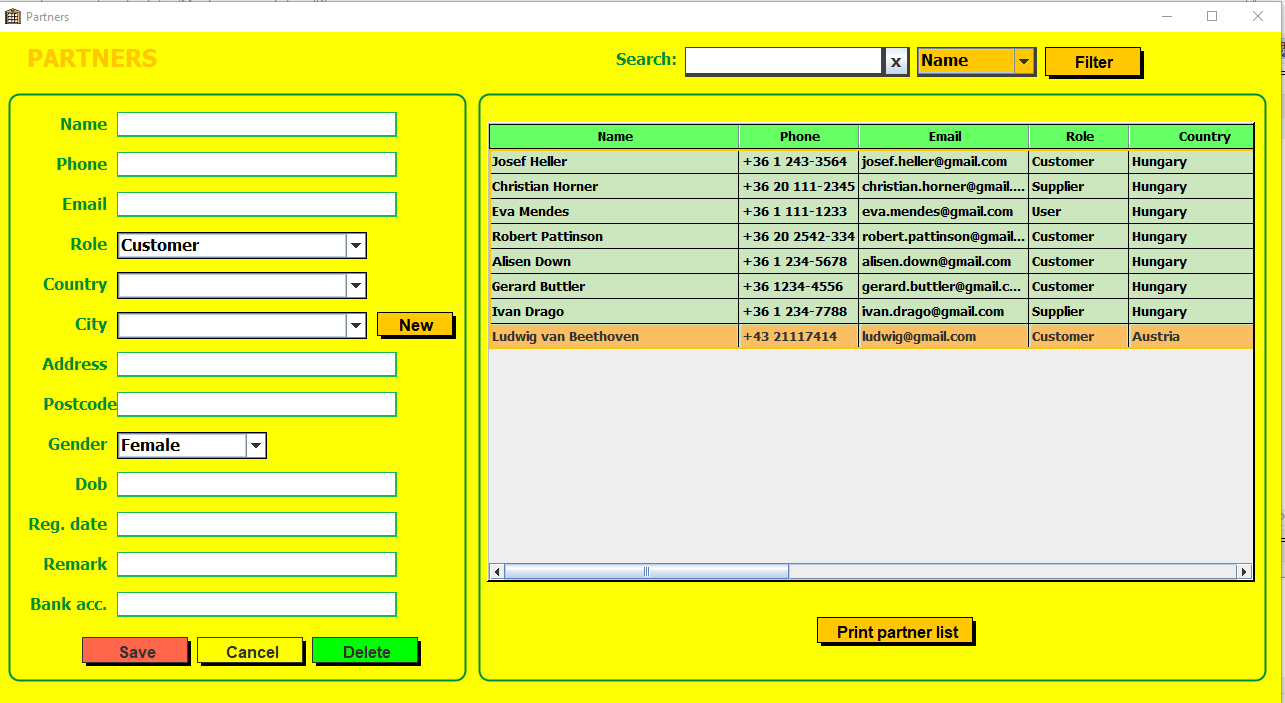 Partners
PARTNERS
Search: x Name Filter
Name
Phone
Email
Role Customer
Country
City New
Address
Postcode
Gender Female
Dob
Reg. date
Remark
Bank acc.
Save Cancel Delete
Name Phone Email Role Country
Josef Heller +36 1 243-3564 josef.heller@gmail.com Customer Hungary
Christian Horner +36 20 111-2345 christian.horner@gmail.... Supplier Hungary
Eva Mendes +36 1 111-1233 eva.mendes@gmail.com User Hungary
Robert Pattinson +36 20 2542-334 robert.pattinson@gmail... Customer Hungary
Alisen Down +36 1 234-5678 alisen.down@gmail.com Customer Hungary
Gerard Buttler +36 1234-4556 gerard.buttler@gmail.c... Customer Hungary
Ivan Drago +36 1 234-7788 ivan.drago@gmail.com Supplier Hungary
Ludwig van Beethoven +43 21117414 ludwig@gmail.com Customer Austria
Print partner list